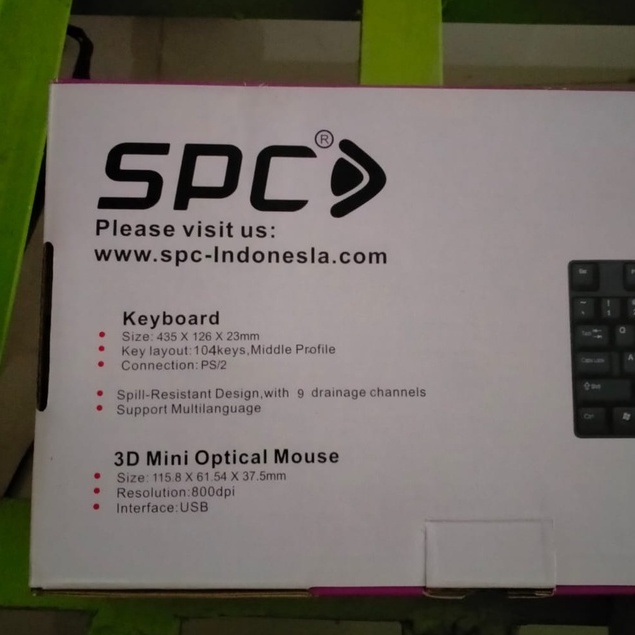 SPC®
Please visit us:
www.spc-Indonesla.com
Keyboard
Size: 435 X 126 X 23mm
Key layout:104keys,Middle Profile
Connection: PS/2
Spill-Resistant Design,with 9 drainage channels
Support Multilanguage
3D Mini Optical Mouse
Size: 115.8 X 61.54 X 37.5mm
Resolution:800dpi
Interface:USB